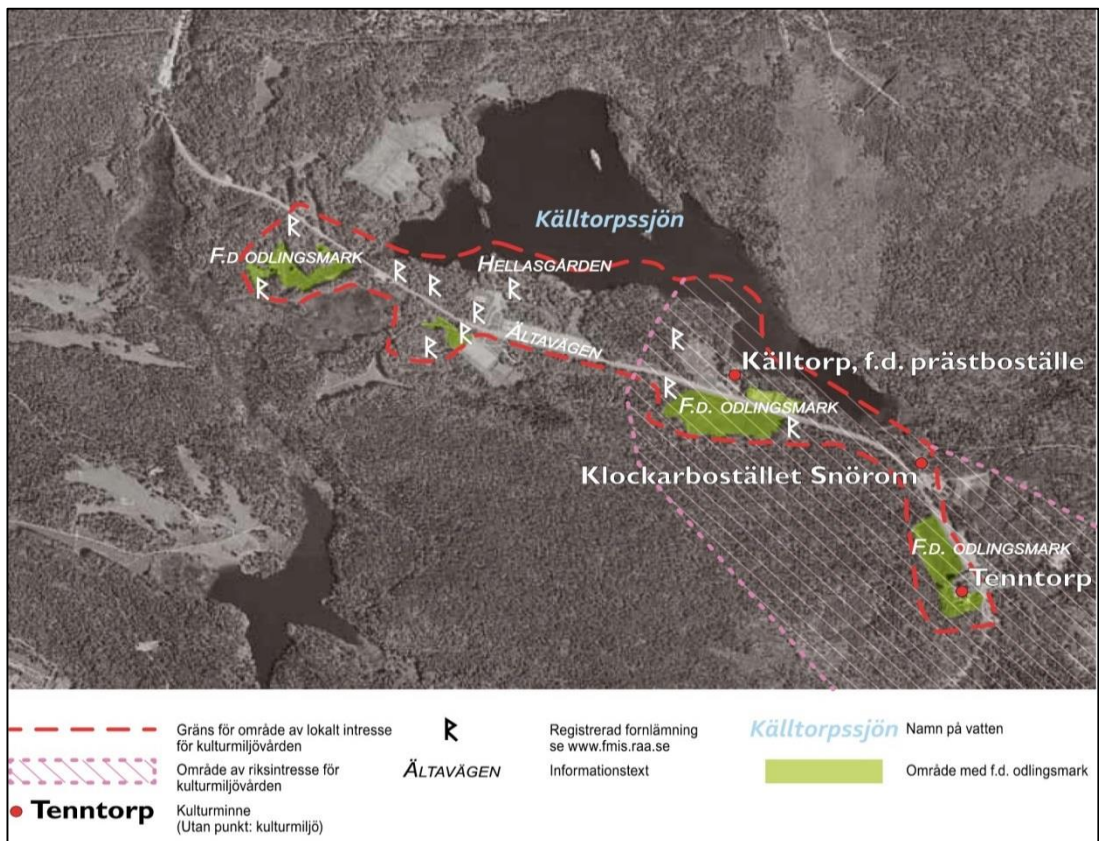 Källtorpssjön
F.D ODLINGSMARK
HELLASGÅRDEN
ÄLTAVÄGEN
Källtorp, f.d. prästboställe
F.D. ODLINGSMARK
Klockarbostället Snörom
F.D. ODLINGSMARK
Tenntorp
Gräns för område av lokalt intresse
för kulturmiljövården
Område av riksintresse för
kulturmiljövården
Tenntorp Kulturminne
(Utan punkt: kulturmiljö)
Registrerad fornlämning
se www.fmis.raa.se
ÄLTAVÄGEN Informationstext
Källtorpssjön Namn på vatten
Område med f.d. odlingsmark